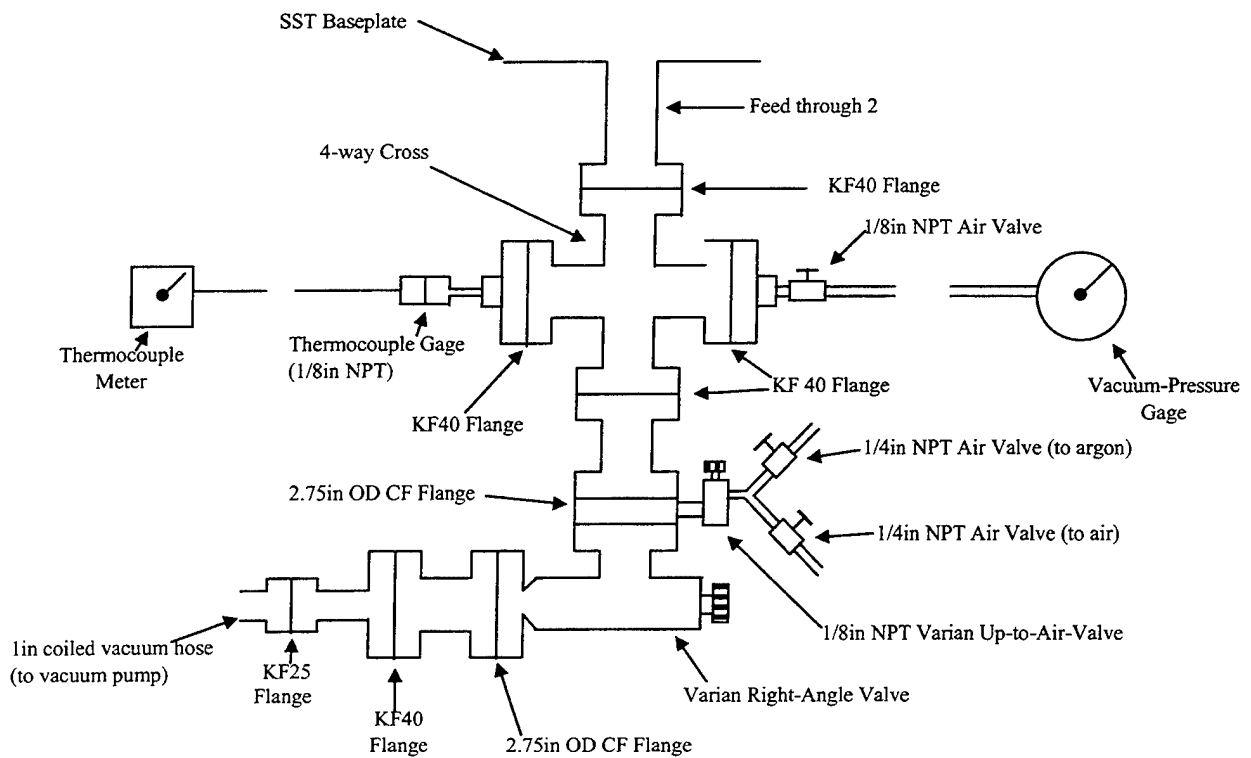 SST Baseplate
Feed through 2
4-way Cross
KF40 Flange
1/8in NPT Air Valve
Thermocouple
Meter
Thermocouple Gage
(1/8in NPT)
KF40 Flange
KF 40 Flange
Vacuum-Pressure
Gage
1/4in NPT Air Valve (to argon)
2.75in OD CF Flange
1/4in NPT Air Valve (to air)
1/8in NPT Varian Up-to-Air-Valve
1in coiled vacuum hose
(to vacuum pump)
KF25
Flange
Varian Right-Angle Valve
KF40
Flange
2.75in OD CF Flange